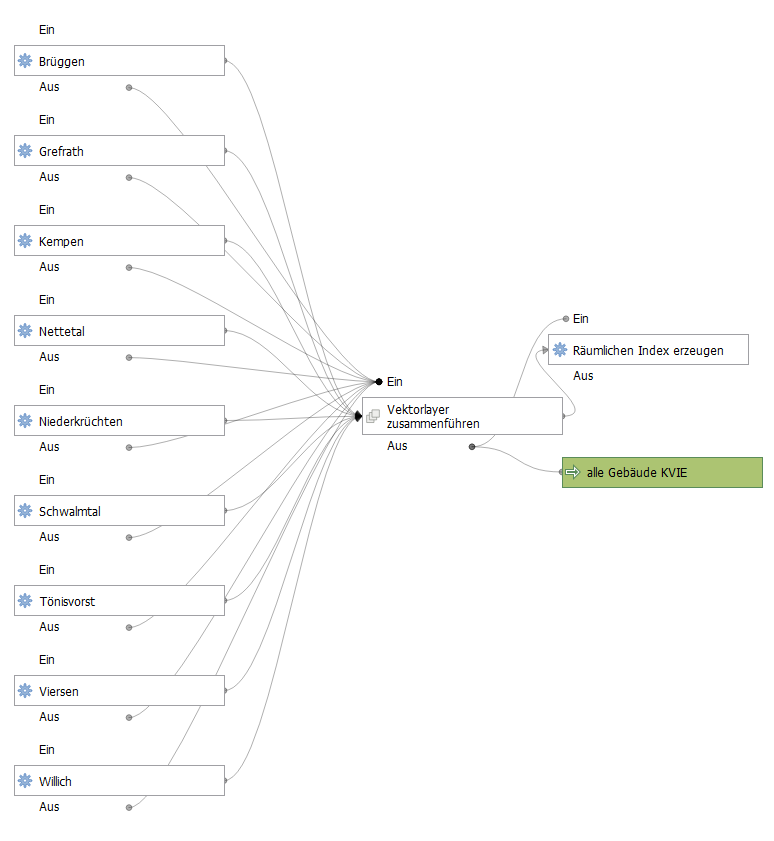 Ein
Brüggen
Aus
Ein
Grefrath
Aus
Ein
Kempen
Aus
Ein
Nettetal
Aus
Ein
Niederkrüchten
Aus
Ein
Schwalmtal
Aus
Ein
Tönisvorst
Aus
Ein
Viersen
Aus
Ein
Willich
Aus
Ein
Vektorlayer
zusammenführen
Aus
Ein
Räumlichen Index erzeugen
Aus
alle Gebäude KVIE